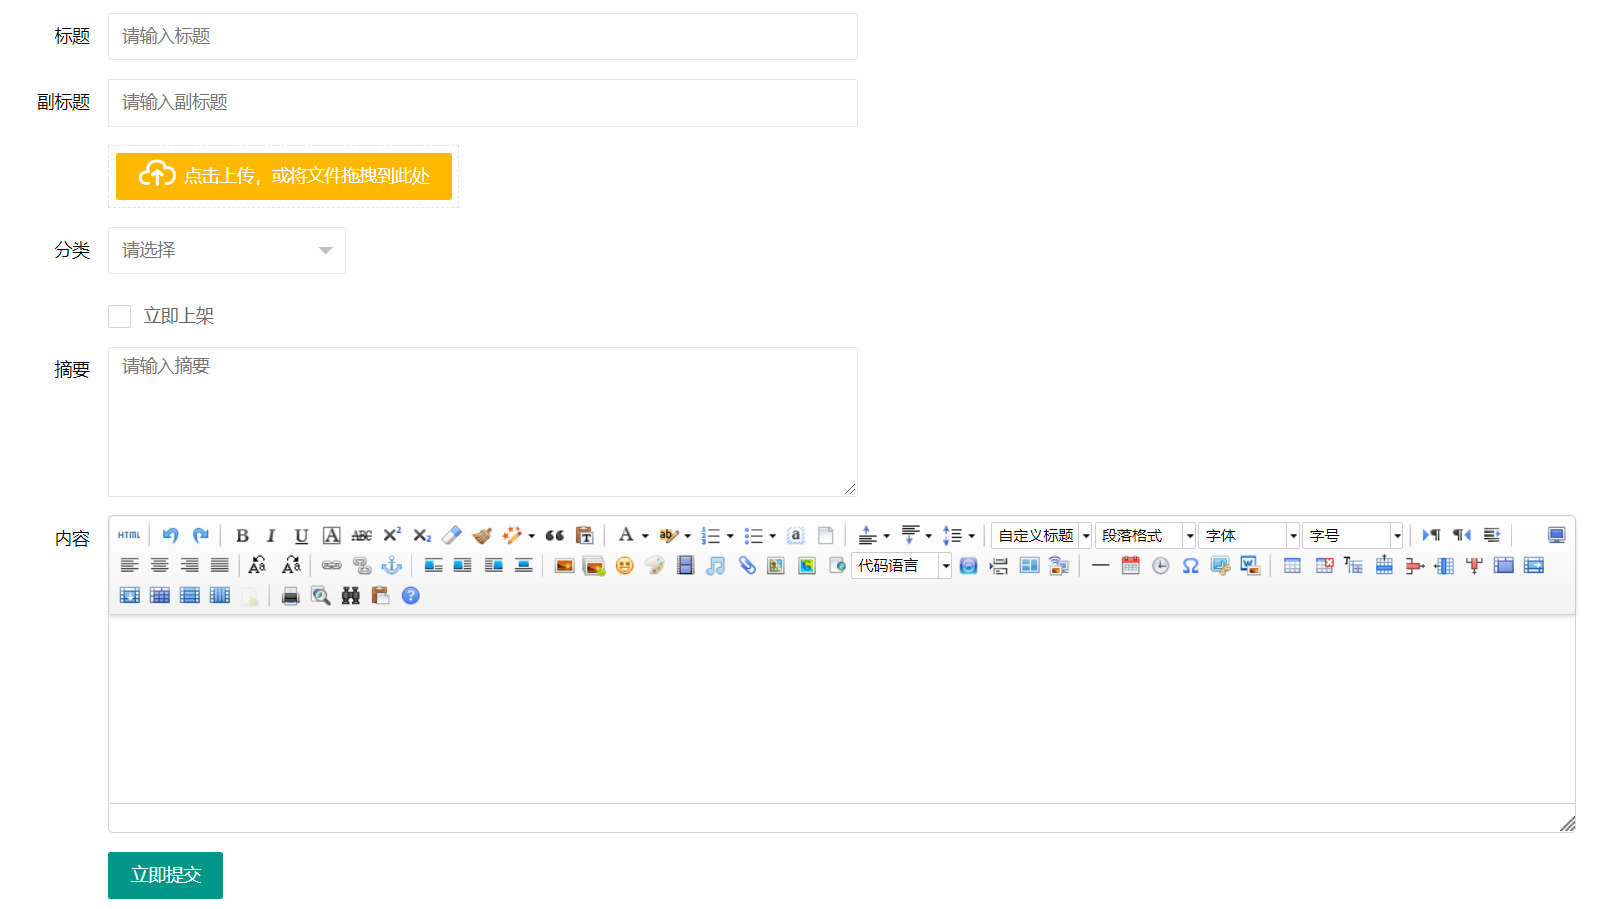 标题 请输入标题
副标题 请输入副标题
点击上传，或将文件拖拽到此处
分类 请选择
立即上架
摘要 请输入摘要
内容 HTML B I U A ABC X² X₂ A ab a 自定义标题 段落格式 字体 字号
代码语言
立即提交